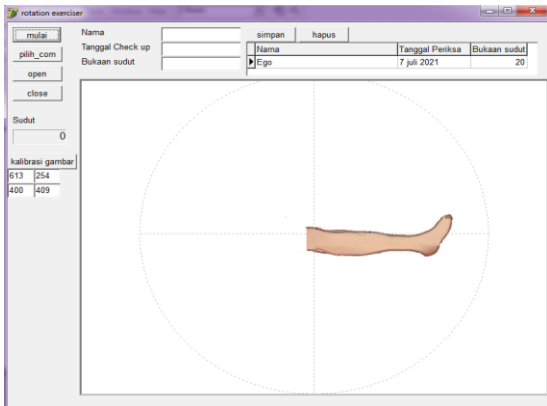 rotation exerciser
mulai
pilih_com
open
close
Sudut
0
kalibrasi gambar
613 254
400 409
Nama
Tanggal Check up
Bukaan sudut
simpan hapus
Nama Tanggal Periksa Bukaan sudut
Ego 7 juli 2021 20